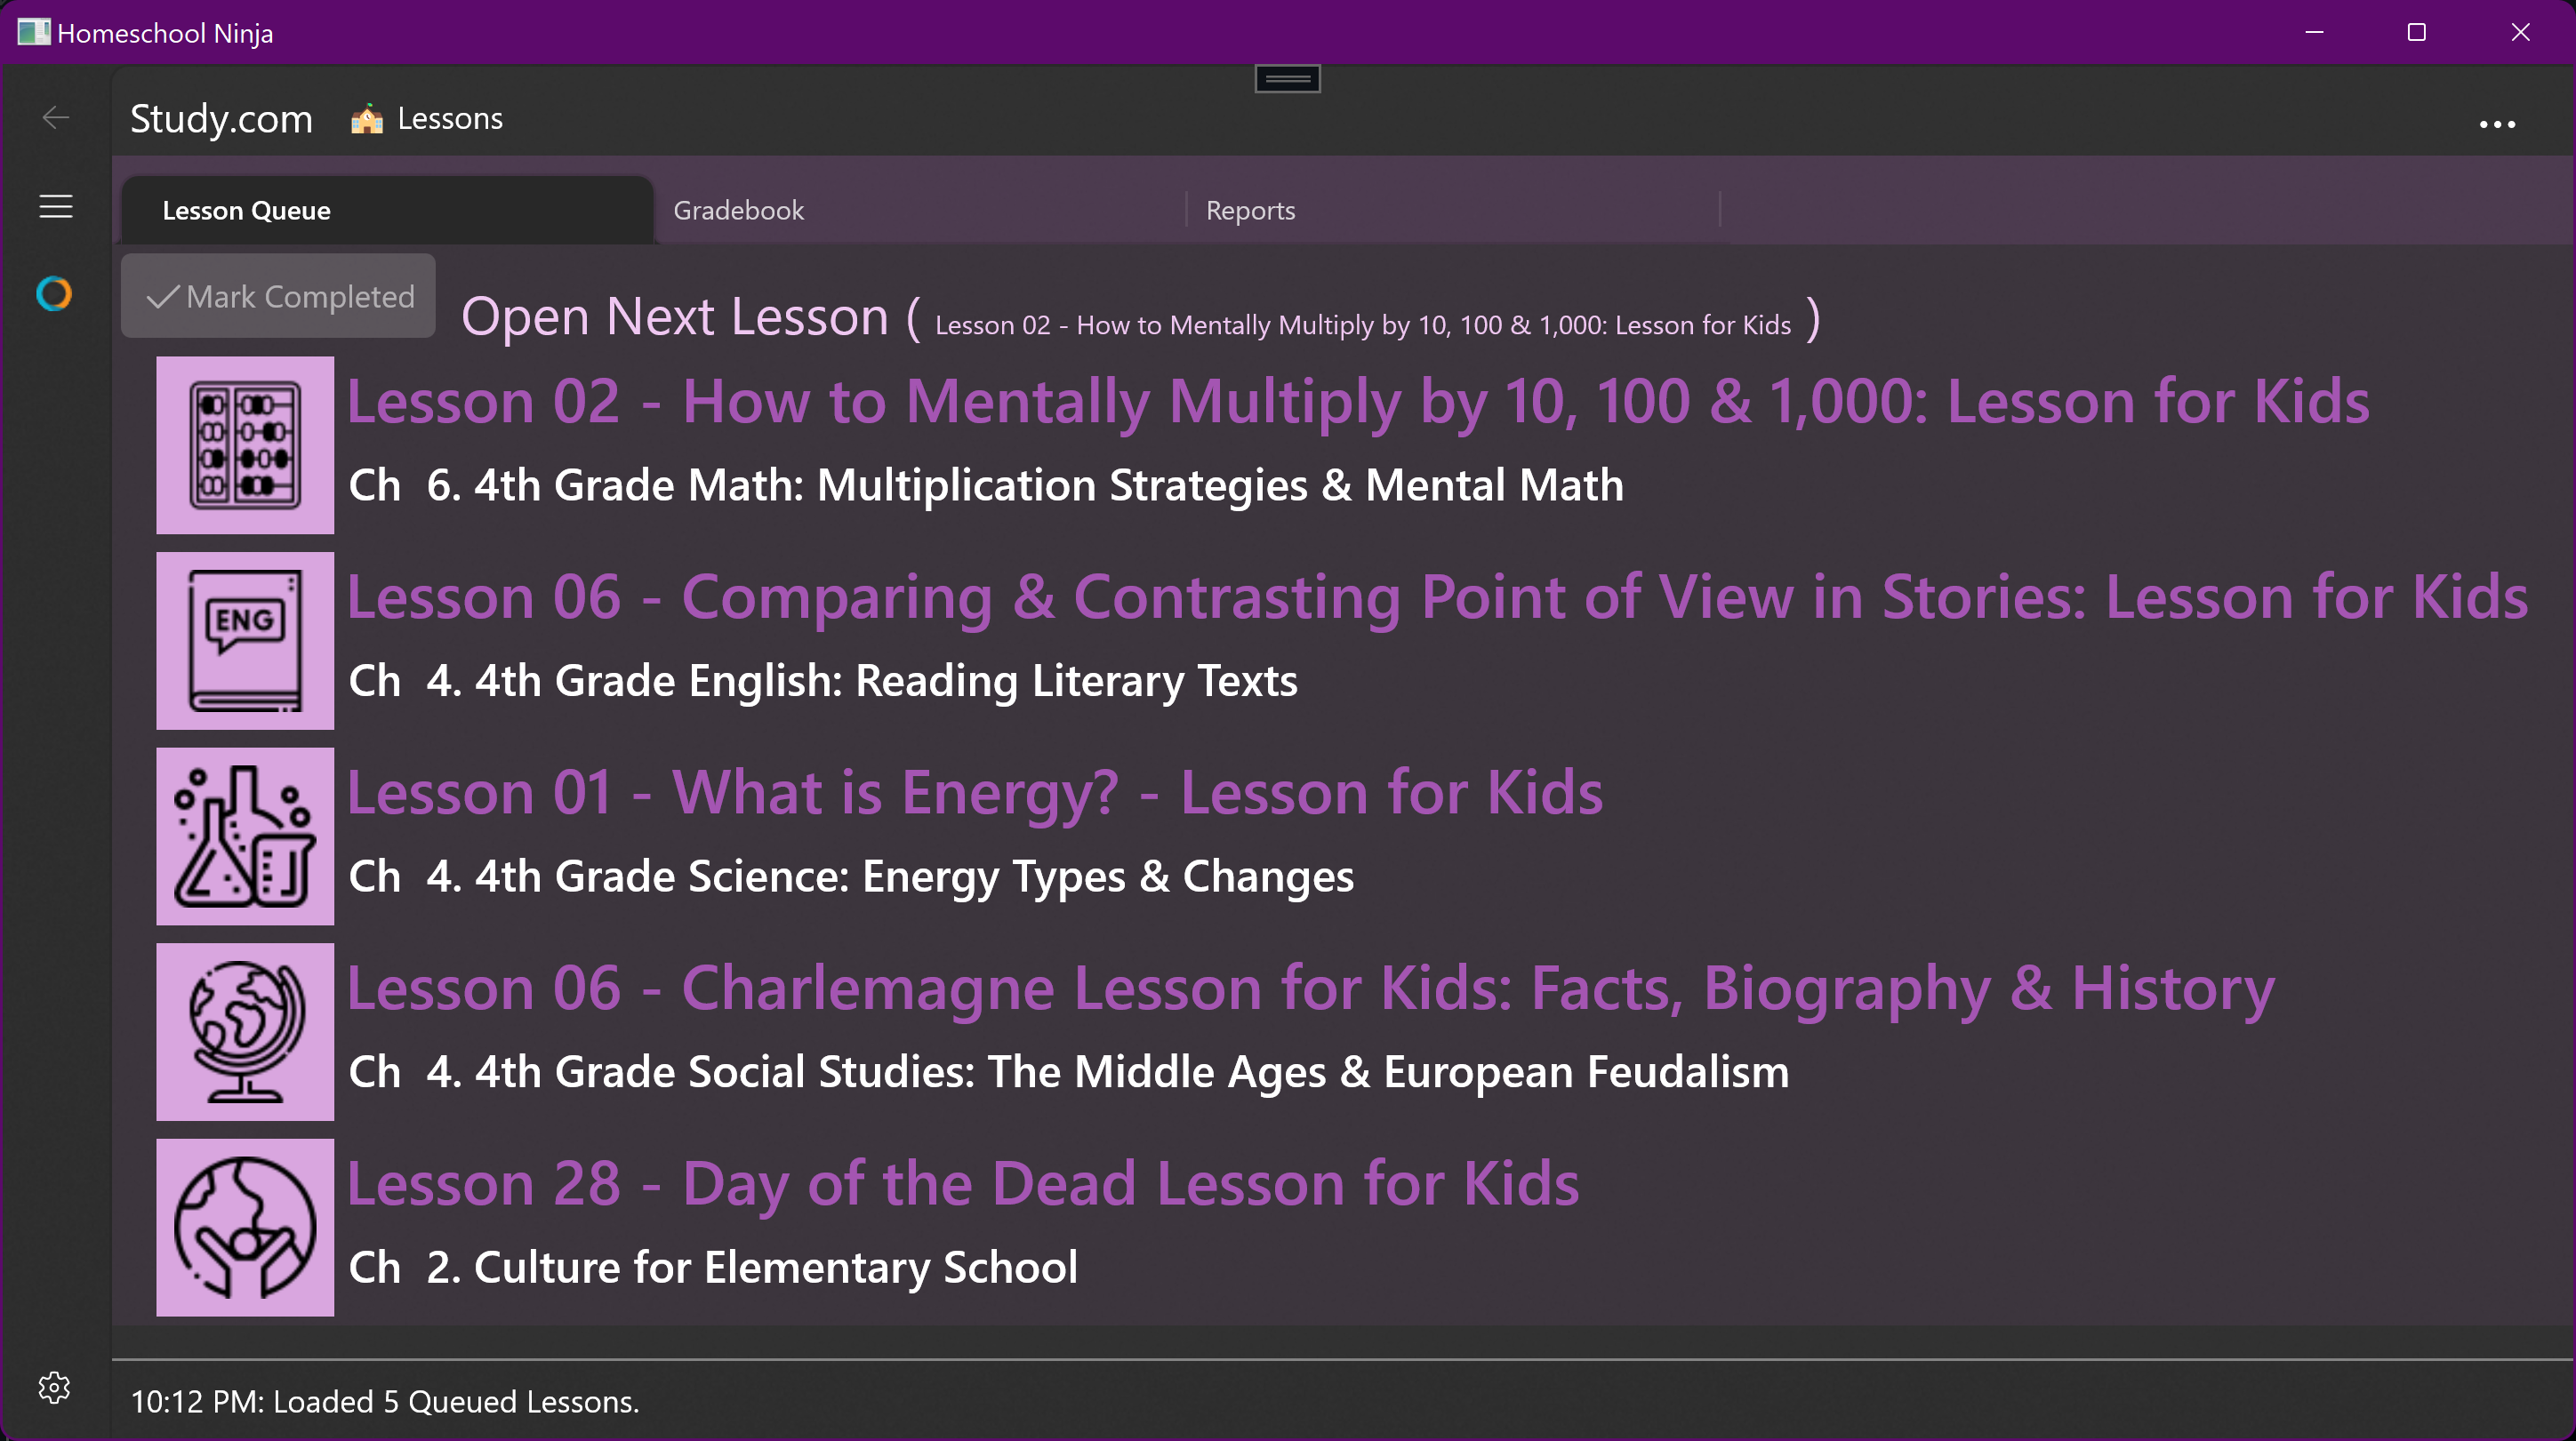 Homeschool Ninja
Study.com Lessons
Lesson Queue Gradebook Reports
Mark Completed Open Next Lesson ( Lesson 02 - How to Mentally Multiply by 10, 100 & 1,000: Lesson for Kids )
Lesson 02 - How to Mentally Multiply by 10, 100 & 1,000: Lesson for Kids
Ch 6. 4th Grade Math: Multiplication Strategies & Mental Math
ENG
Lesson 06 - Comparing & Contrasting Point of View in Stories: Lesson for Kids
Ch 4. 4th Grade English: Reading Literary Texts
Lesson 01 - What is Energy? - Lesson for Kids
Ch 4. 4th Grade Science: Energy Types & Changes
Lesson 06 - Charlemagne Lesson for Kids: Facts, Biography & History
Ch 4. 4th Grade Social Studies: The Middle Ages & European Feudalism
Lesson 28 - Day of the Dead Lesson for Kids
Ch 2. Culture for Elementary School
10:12 PM: Loaded 5 Queued Lessons.